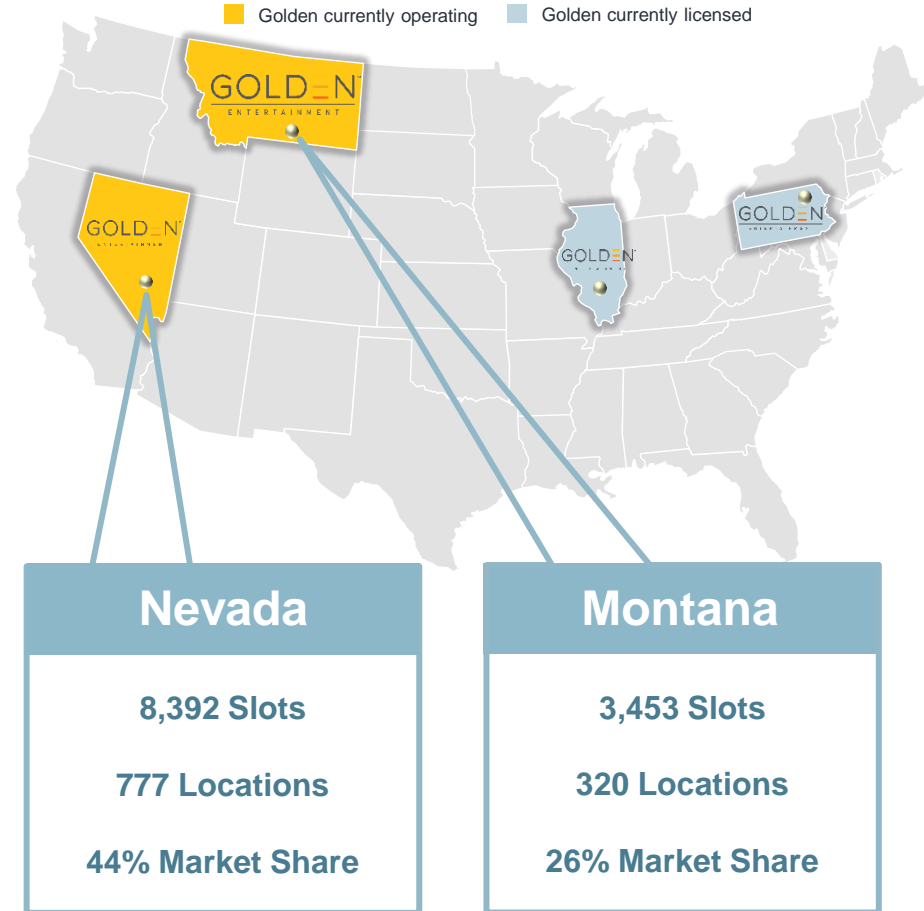 Golden currently operating
Golden currently licensed
GOLDEN
ENTERTAINMENT
GOLDEN
GOLDEN
GOLDEN
Nevada
8,392 Slots
777 Locations
44% Market Share
Montana
3,453 Slots
320 Locations
26% Market Share